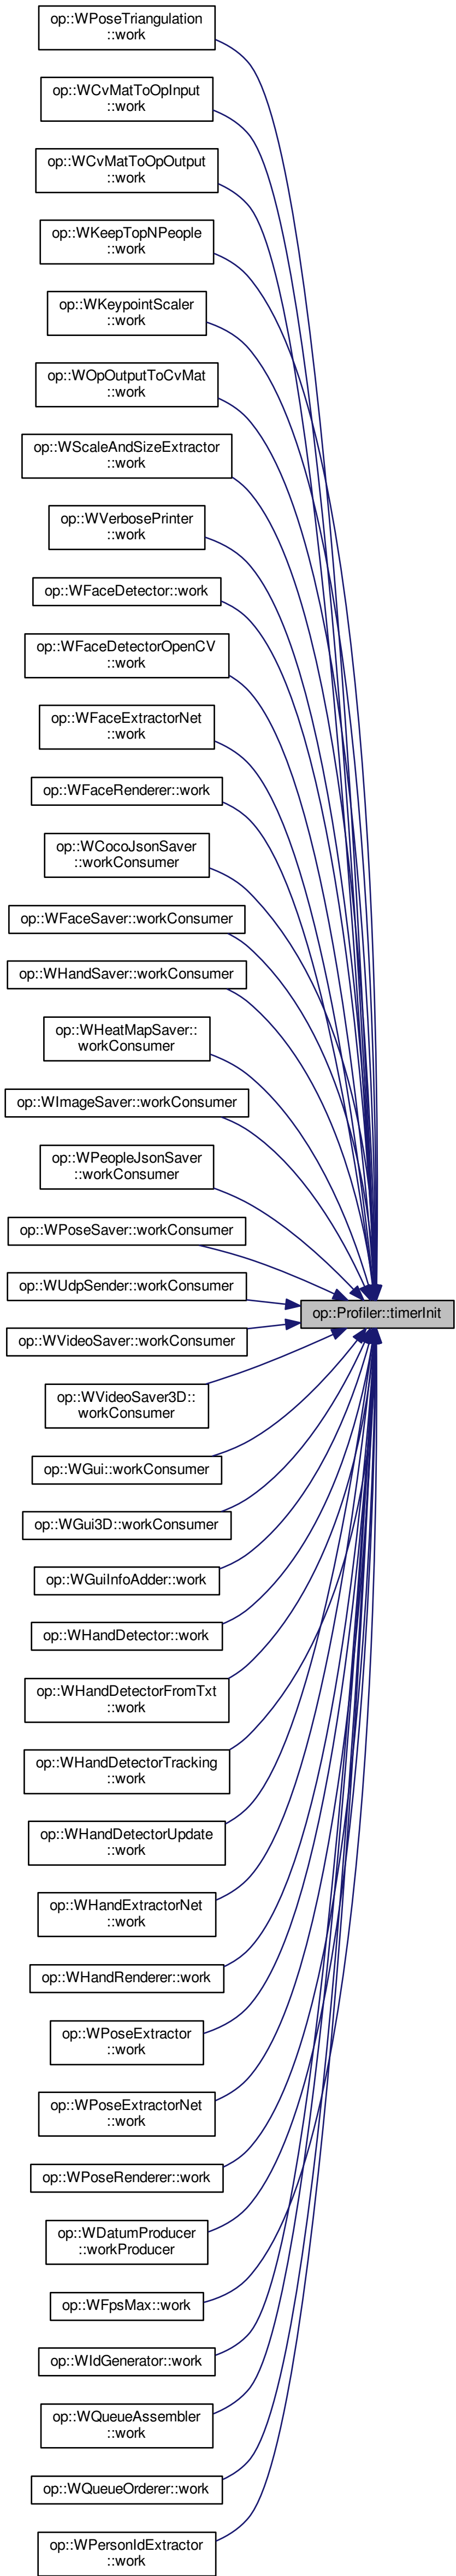 op::WPoseTriangulation
::work
op::WCvMatToOpInput
::work
op::WCvMatToOpOutput
::work
op::WKeepTopNPeople
::work
op::WKeypointScaler
::work
op::WOpOutputToCvMat
::work
op::WScaleAndSizeExtractor
::work
op::WVerbosePrinter
::work
op::WFaceDetector::work
op::WFaceDetectorOpenCV
::work
op::WFaceExtractorNet
::work
op::WFaceRenderer::work
op::WCocoJsonSaver
::workConsumer
op::WFaceSaver::workConsumer
op::WHandSaver::workConsumer
op::WHeatMapSaver::
workConsumer
op::WImageSaver::workConsumer
op::WPeopleJsonSaver
::workConsumer
op::WPoseSaver::workConsumer
op::WUdpSender::workConsumer
op::Profiler::timerInit
op::WVideoSaver::workConsumer
op::WVideoSaver3D::
workConsumer
op::WGui::workConsumer
op::WGui3D::workConsumer
op::WGuiInfoAdder::work
op::WHandDetector::work
op::WHandDetectorFromTxt
::work
op::WHandDetectorTracking
::work
op::WHandDetectorUpdate
::work
op::WHandExtractorNet
::work
op::WHandRenderer::work
op::WPoseExtractor
::work
op::WPoseExtractorNet
::work
op::WPoseRenderer::work
op::WDatumProducer
::workProducer
op::WFpsMax::work
op::WIdGenerator::work
op::WQueueAssembler
::work
op::WQueueOrderer::work
op::WPersonIdExtractor
::work